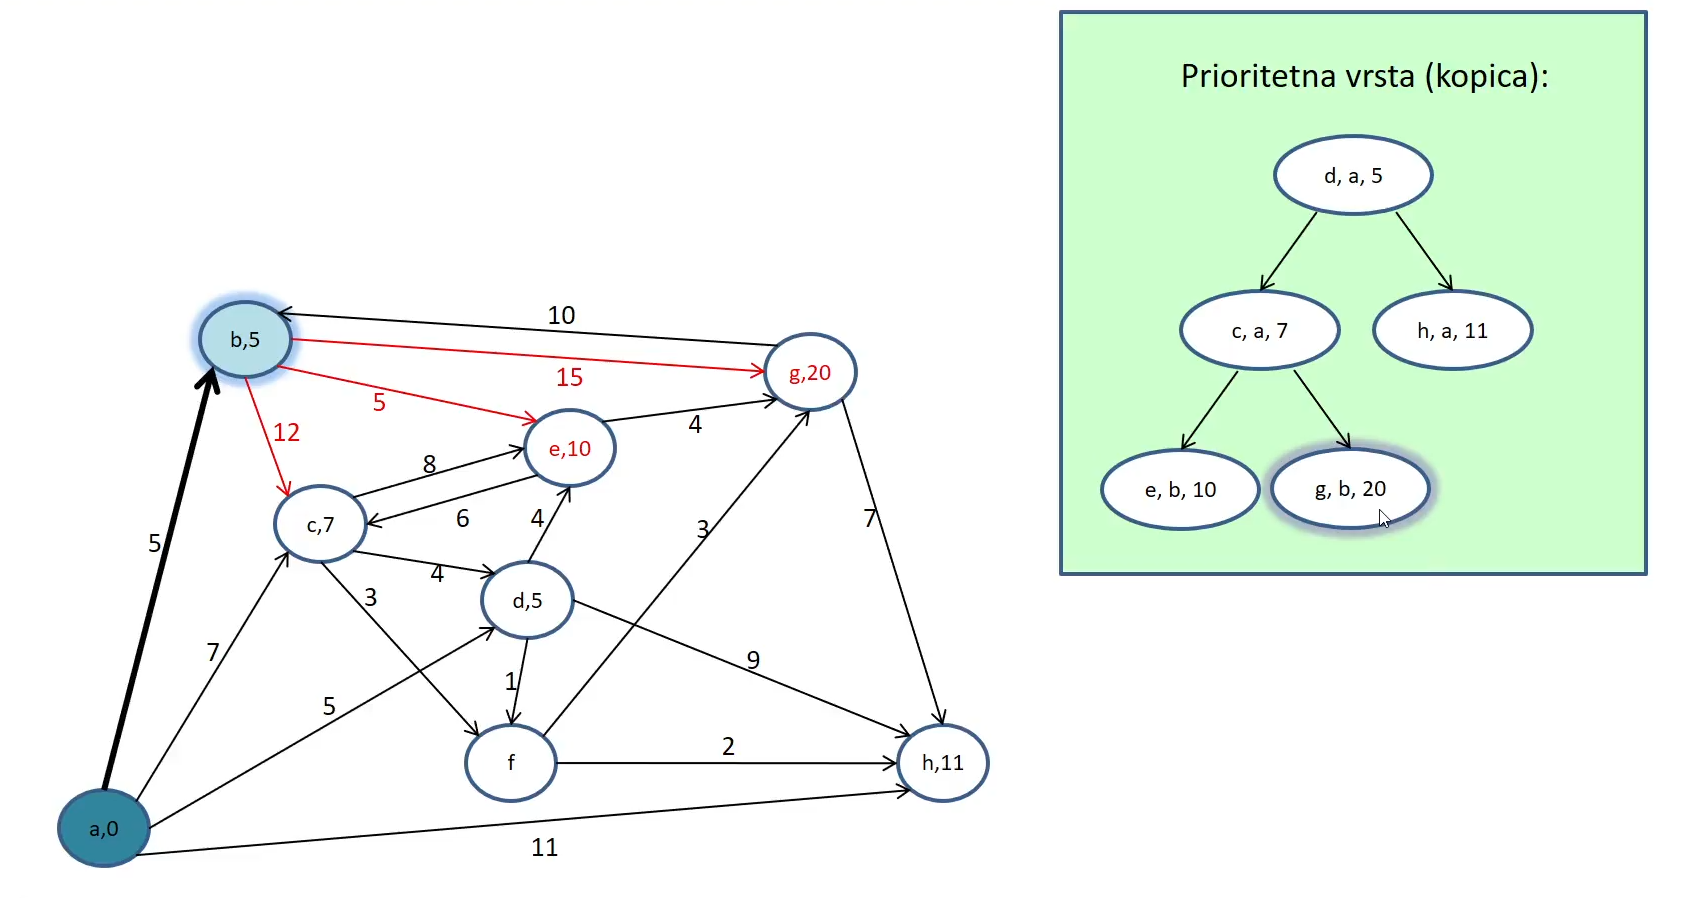 Prioritetna vrsta (kopica):
d, a, 5
c, a, 7
h, a, 11
e, b, 10
g, b, 20
10
b,5
15
g,20
5
12
4
e,10
8
6
4
c,7
5
3
7
4
3
d,5
7
9
1
5
2
f
h,11
a,0
11